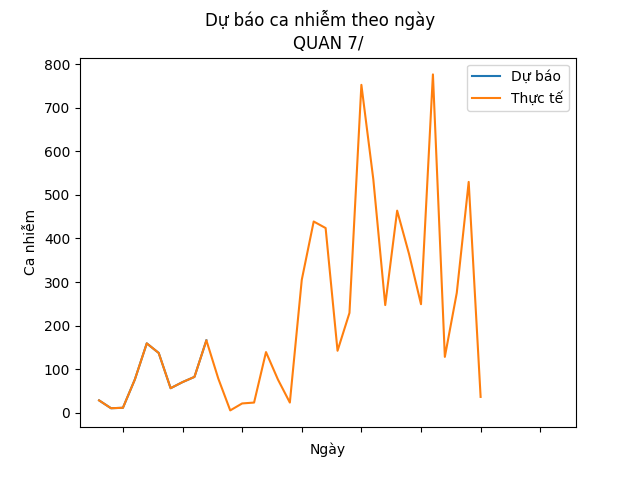 Dự báo ca nhiễm theo ngày
QUAN 7/
800
700
600
500
400
300
200
100
0
Ca nhiễm
Dự báo
Thực tế
Ngày